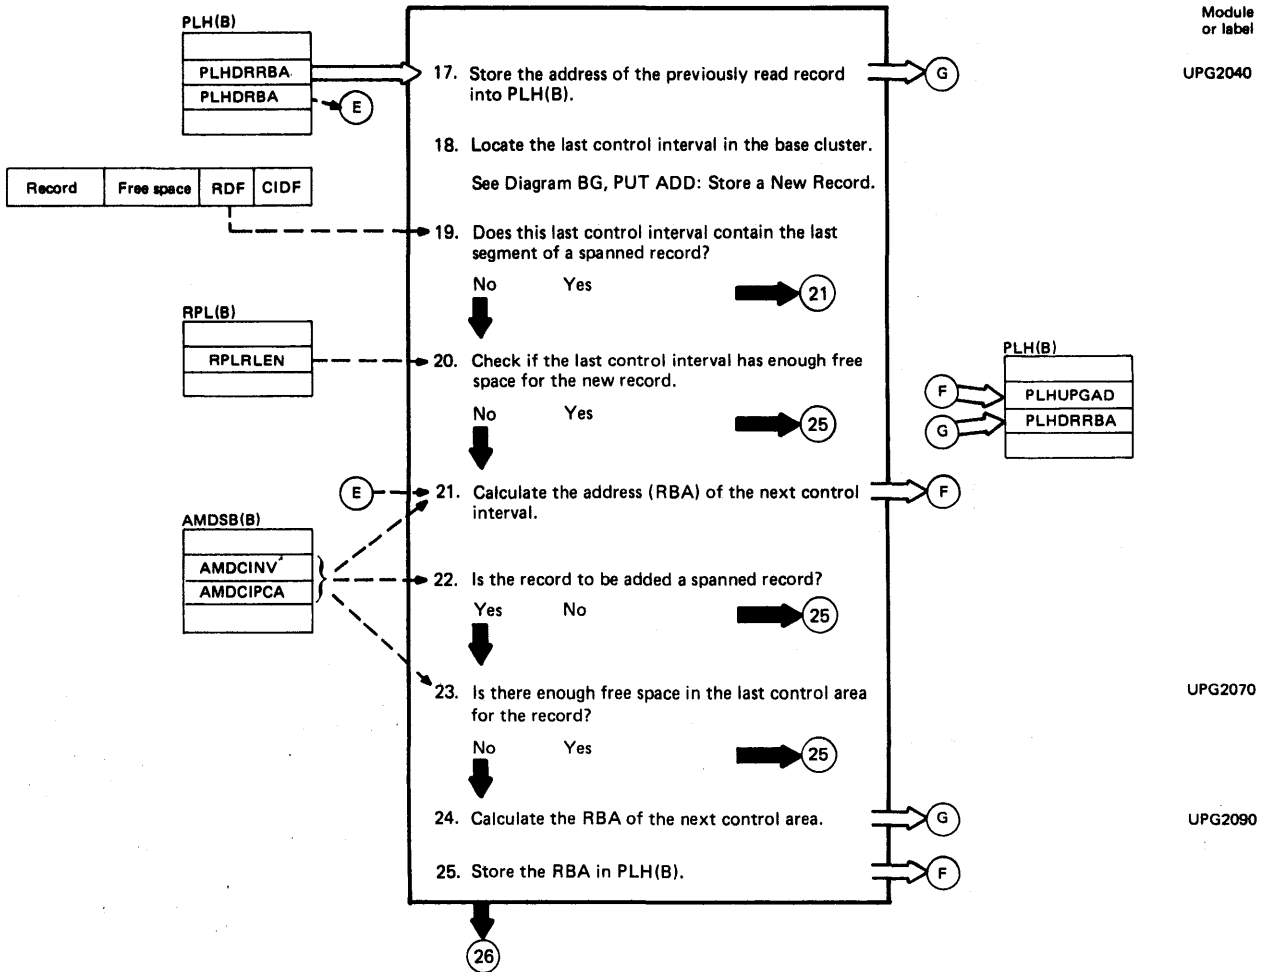 PLH(B)
Module
or label
PLHDRRBA
17. Store the address of the previously read record
into PLH(B).
G
UPG2040
PLHDRBA
E
18. Locate the last control interval in the base cluster.
See Diagram BG, PUT ADD: Store a New Record.
Record Free space RDF CIDF
19. Does this last control interval contain the last
segment of a spanned record?
No Yes
21
RPL(B)
RPLRLEN
20. Check if the last control interval has enough free
space for the new record.
No Yes
25
PLH(B)
F
PLHUPGAD
G
PLHDRRBA
E
21. Calculate the address (RBA) of the next control
interval.
F
AMDSB(B)
AMDCINV
AMDCIPCA
22. Is the record to be added a spanned record?
Yes No
25
23. Is there enough free space in the last control area
for the record?
UPG2070
No Yes
25
24. Calculate the RBA of the next control area.
G
UPG2090
25. Store the RBA in PLH(B).
F
26